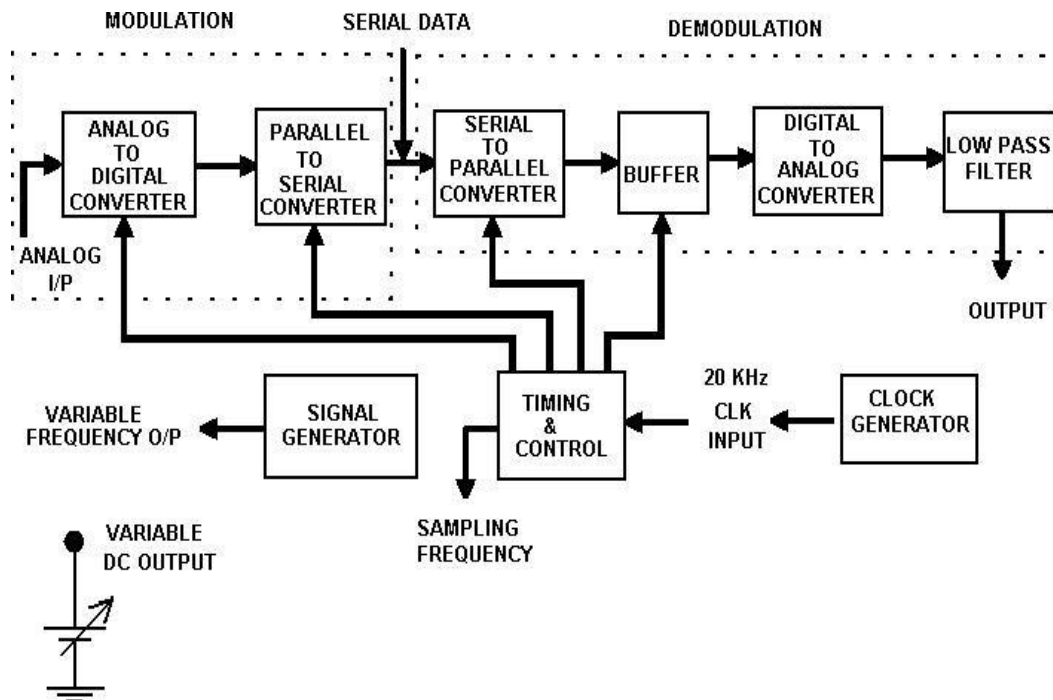 MODULATION
SERIAL DATA
DEMODULATION
ANALOG
TO
DIGITAL
CONVERTER
PARALLEL
TO
SERIAL
CONVERTER
SERIAL
TO
PARALLEL
CONVERTER
BUFFER
DIGITAL
TO
ANALOG
CONVERTER
LOW PASS
FILTER
ANALOG
I/P
OUTPUT
VARIABLE
FREQUENCY O/P
SIGNAL
GENERATOR
TIMING
&
CONTROL
20 KHz
CLK
INPUT
CLOCK
GENERATOR
SAMPLING
FREQUENCY
VARIABLE
DC OUTPUT